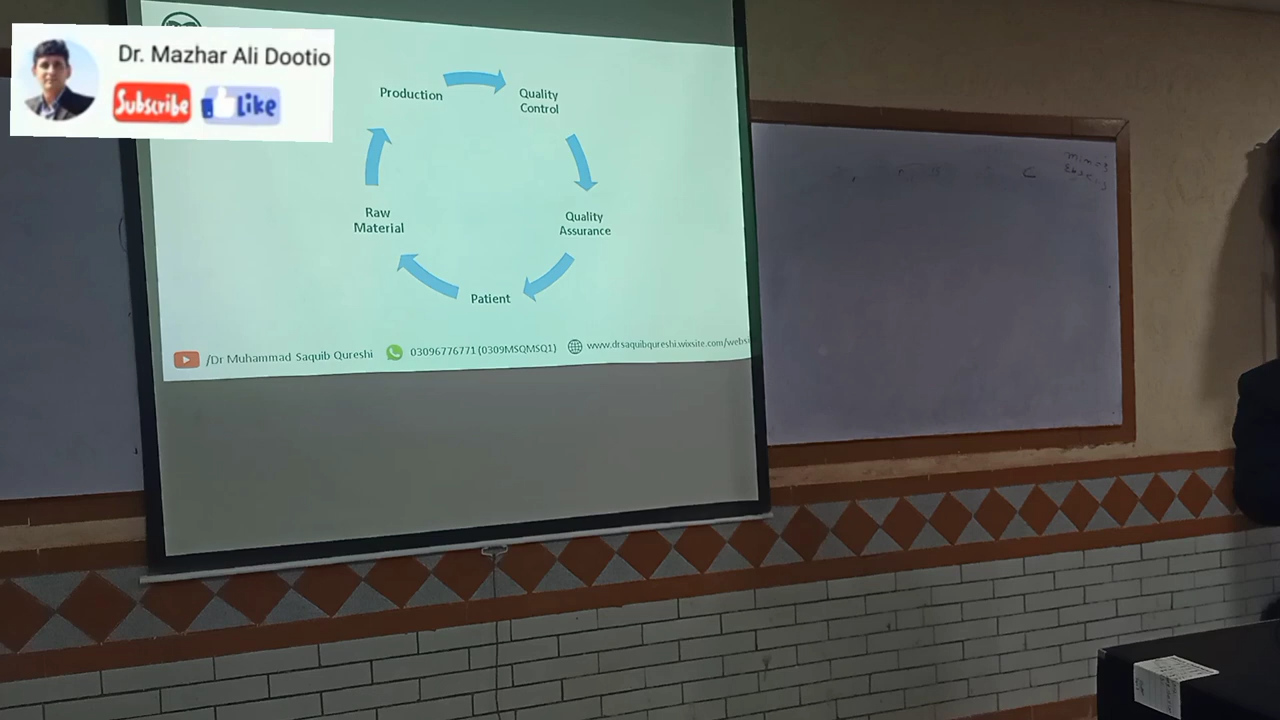 Dr. Mazhar Ali Dootio
Subscribe
Like
Production
Quality
Control
Quality
Assurance
Patient
Raw
Material
/Dr Muhammad Saquib Qureshi
03096776771 (0309MSQMSQ1)
www.drsaquibqureshi.wixsite.com/websi